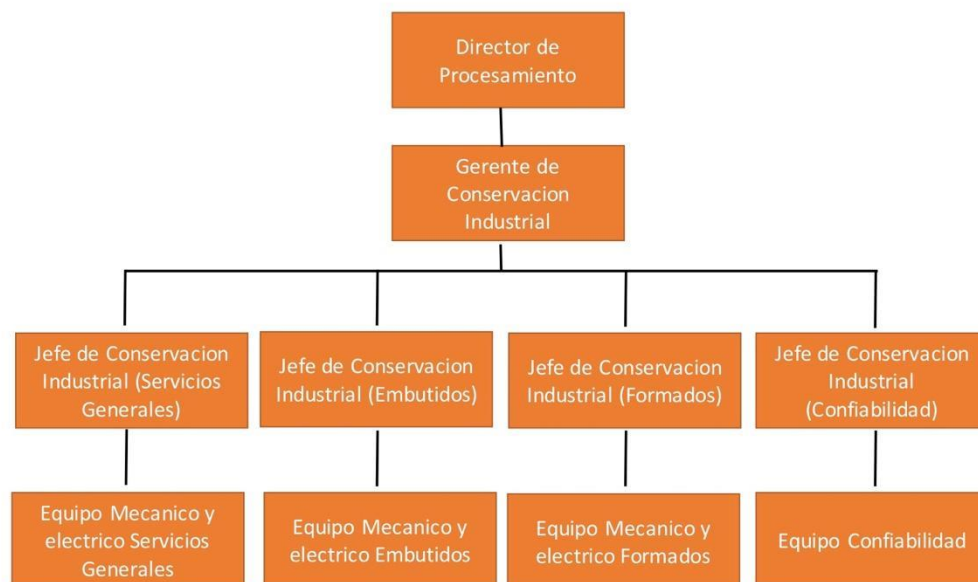 Director de
Procesamiento
Gerente de
Conservacion
Industrial
Jefe de Conservacion
Industrial (Servicios
Generales)
Jefe de Conservacion
Industrial (Embutidos)
Jefe de Conservacion
Industrial (Formados)
Jefe de Conservacion
Industrial
(Confiabilidad)
Equipo Mecanico y
electrico Servicios
Generales
Equipo Mecanico y
electrico Embutidos
Equipo Mecanico y
electrico Formados
Equipo Confiabilidad